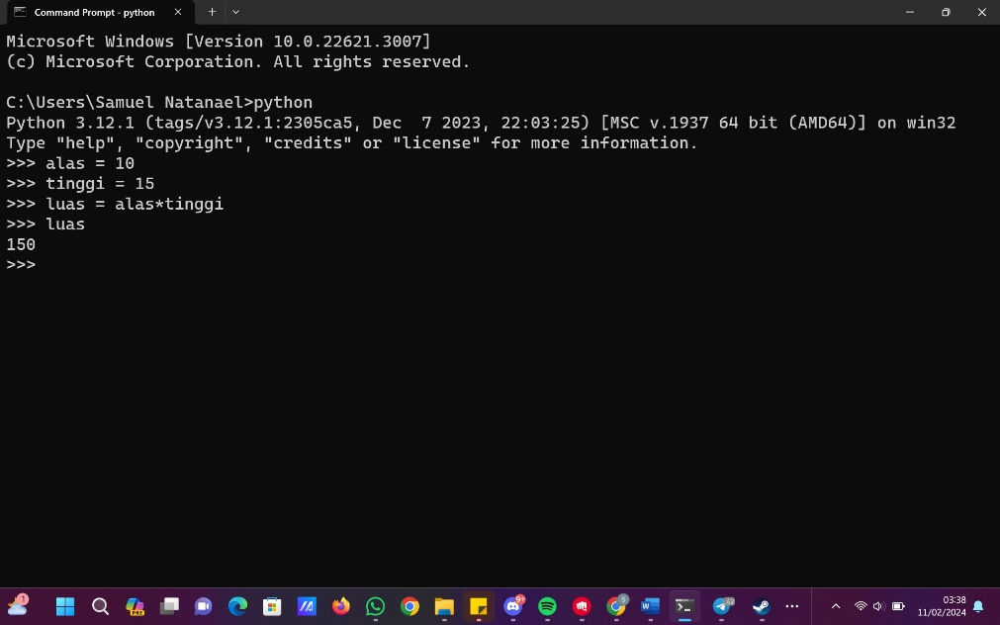 Command Prompt - python
Microsoft Windows [Version 10.0.22621.3007]
(c) Microsoft Corporation. All rights reserved.
C:\Users\Samuel Natanael>python
Python 3.12.1 (tags/v3.12.1:2305ca5, Dec  7 2023, 22:03:25) [MSC v.1937 64 bit (AMD64)] on win32
Type "help", "copyright", "credits" or "license" for more information.
>>> alas = 10
>>> tinggi = 15
>>> luas = alas*tinggi
>>> luas
150
>>>
03:38
11/02/2024